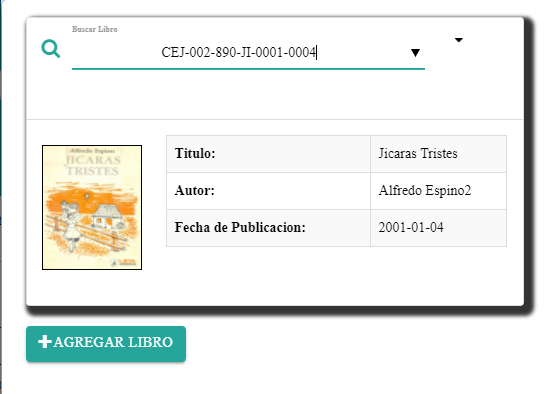 Buscar Libro
CEJ-002-890-JI-0001-0004
Alfredo Espino
JICARAS
TRISTES
Titulo: Jicaras Tristes
Autor: Alfredo Espino2
Fecha de Publicacion: 2001-01-04
AGREGAR LIBRO